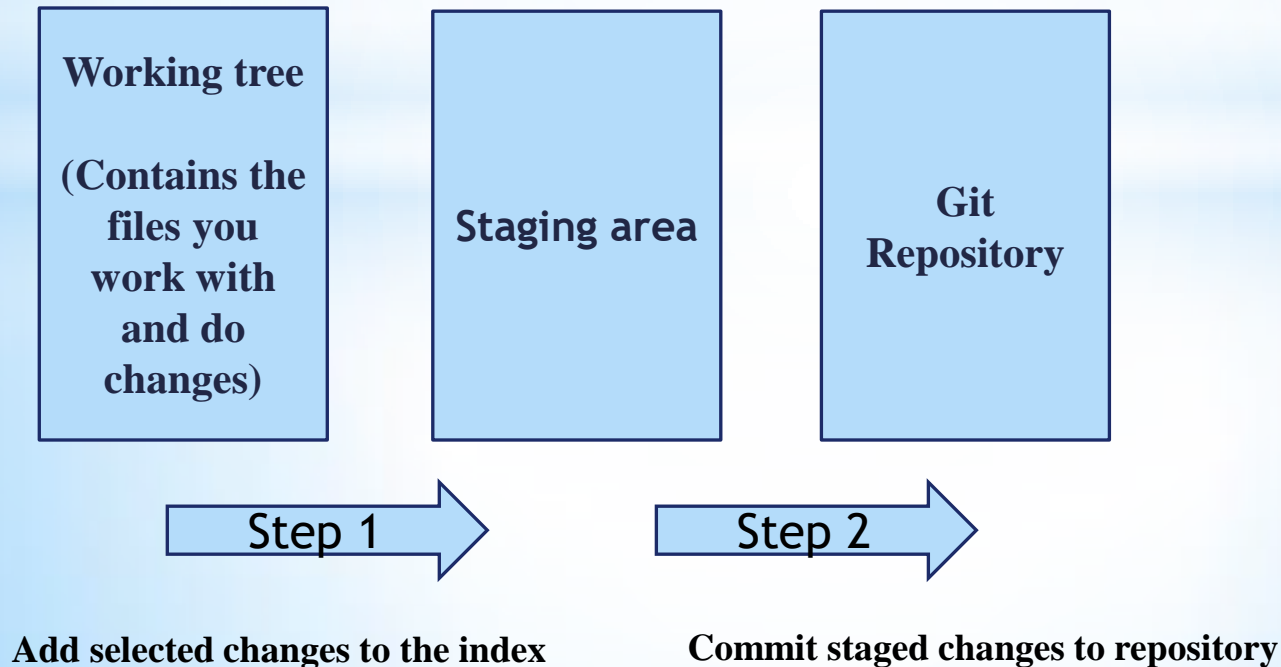 Working tree
(Contains the
files you
work with
and do
changes)
Staging area
Git
Repository
Step 1
Step 2
Add selected changes to the index
Commit staged changes to repository